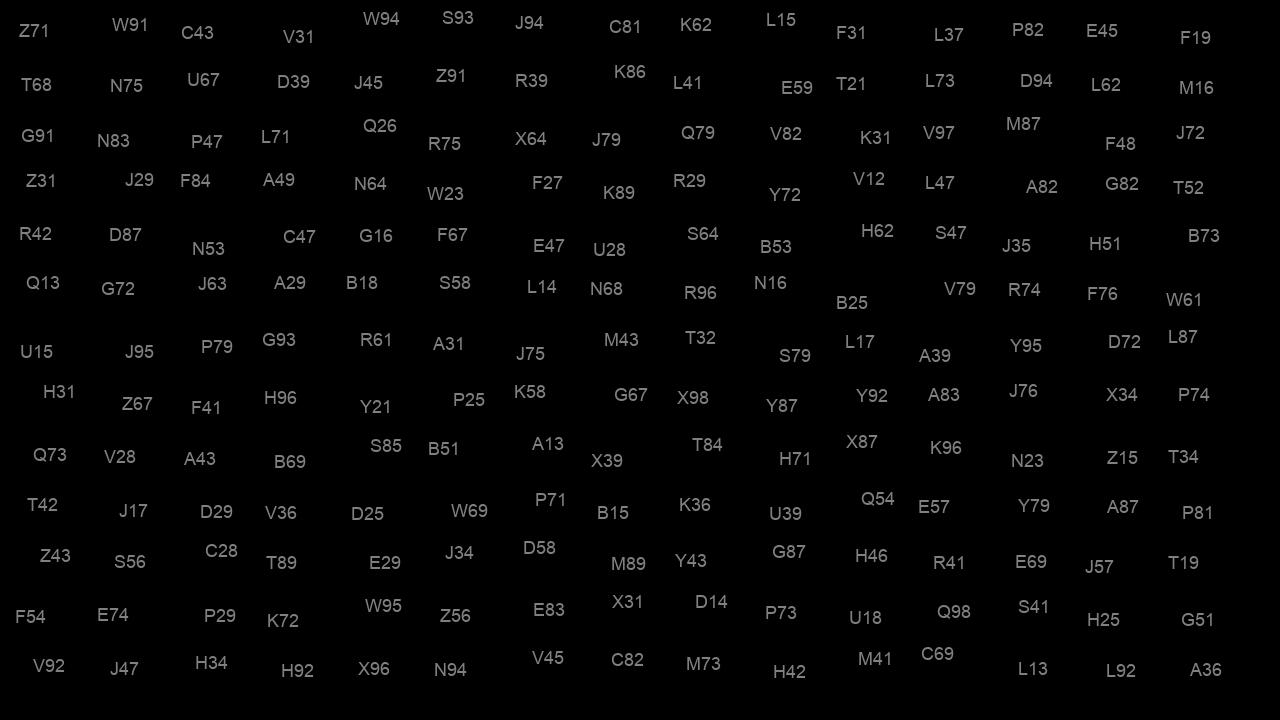 Z71 W91 C43 V31 W94 S93 J94 C81 K62 L15 F31 L37 P82 E45 F19
T68 N75 U67 D39 J45 Z91 R39 K86 L41 E59 T21 L73 D94 L62 M16
G91 N83 P47 L71 Q26 R75 X64 J79 Q79 V82 K31 V97 M87 F48 J72
Z31 J29 F84 A49 N64 W23 F27 K89 R29 Y72 V12 L47 A82 G82 T52
R42 D87 N53 C47 G16 F67 E47 U28 S64 B53 H62 S47 J35 H51 B73
Q13 G72 J63 A29 B18 S58 L14 N68 R96 N16 B25 V79 R74 F76 W61
U15 J95 P79 G93 R61 A31 J75 M43 T32 S79 L17 A39 Y95 D72 L87
H31 Z67 F41 H96 Y21 P25 K58 G67 X98 Y87 Y92 A83 J76 X34 P74
Q73 V28 A43 B69 S85 B51 A13 X39 T84 H71 X87 K96 N23 Z15 T34
T42 J17 D29 V36 D25 W69 P71 B15 K36 U39 Q54 E57 Y79 A87 P81
Z43 S56 C28 T89 E29 J34 D58 M89 Y43 G87 H46 R41 E69 J57 T19
F54 E74 P29 K72 W95 Z56 E83 X31 D14 P73 U18 Q98 S41 H25 G51
V92 J47 H34 H92 X96 N94 V45 C82 M73 H42 M41 C69 L13 L92 A36